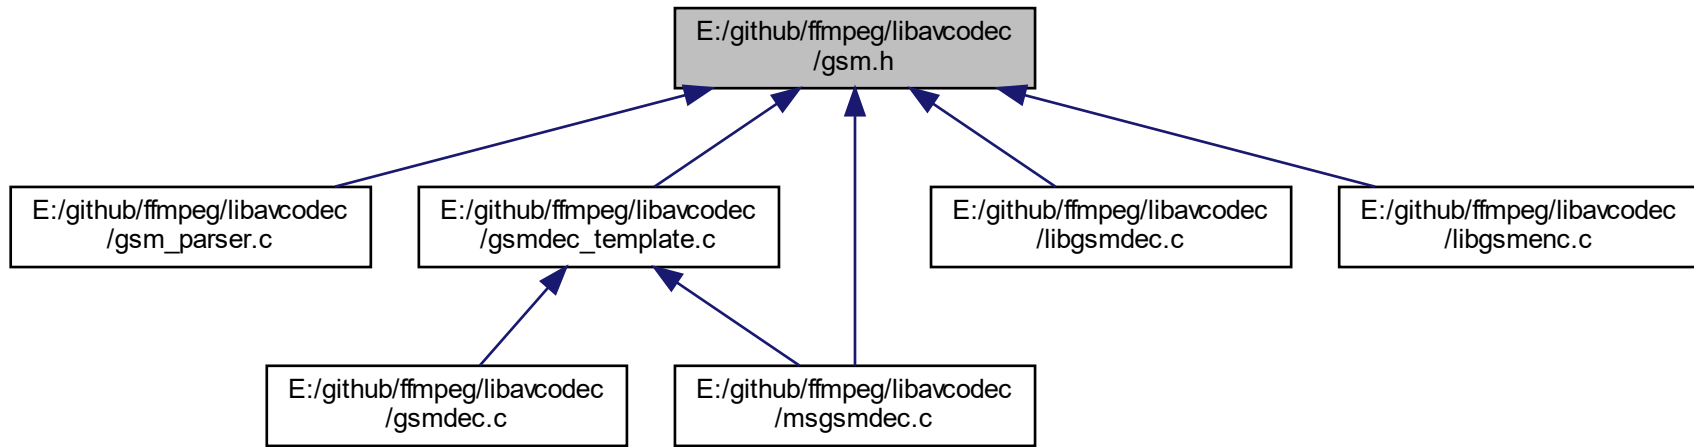 E:/github/ffmpeg/libavcodec
/gsm.h
E:/github/ffmpeg/libavcodec
/gsm_parser.c
E:/github/ffmpeg/libavcodec
/gsmdec_template.c
E:/github/ffmpeg/libavcodec
/libgsmdec.c
E:/github/ffmpeg/libavcodec
/libgsmenc.c
E:/github/ffmpeg/libavcodec
/gsmdec.c
E:/github/ffmpeg/libavcodec
/msgsmdec.c